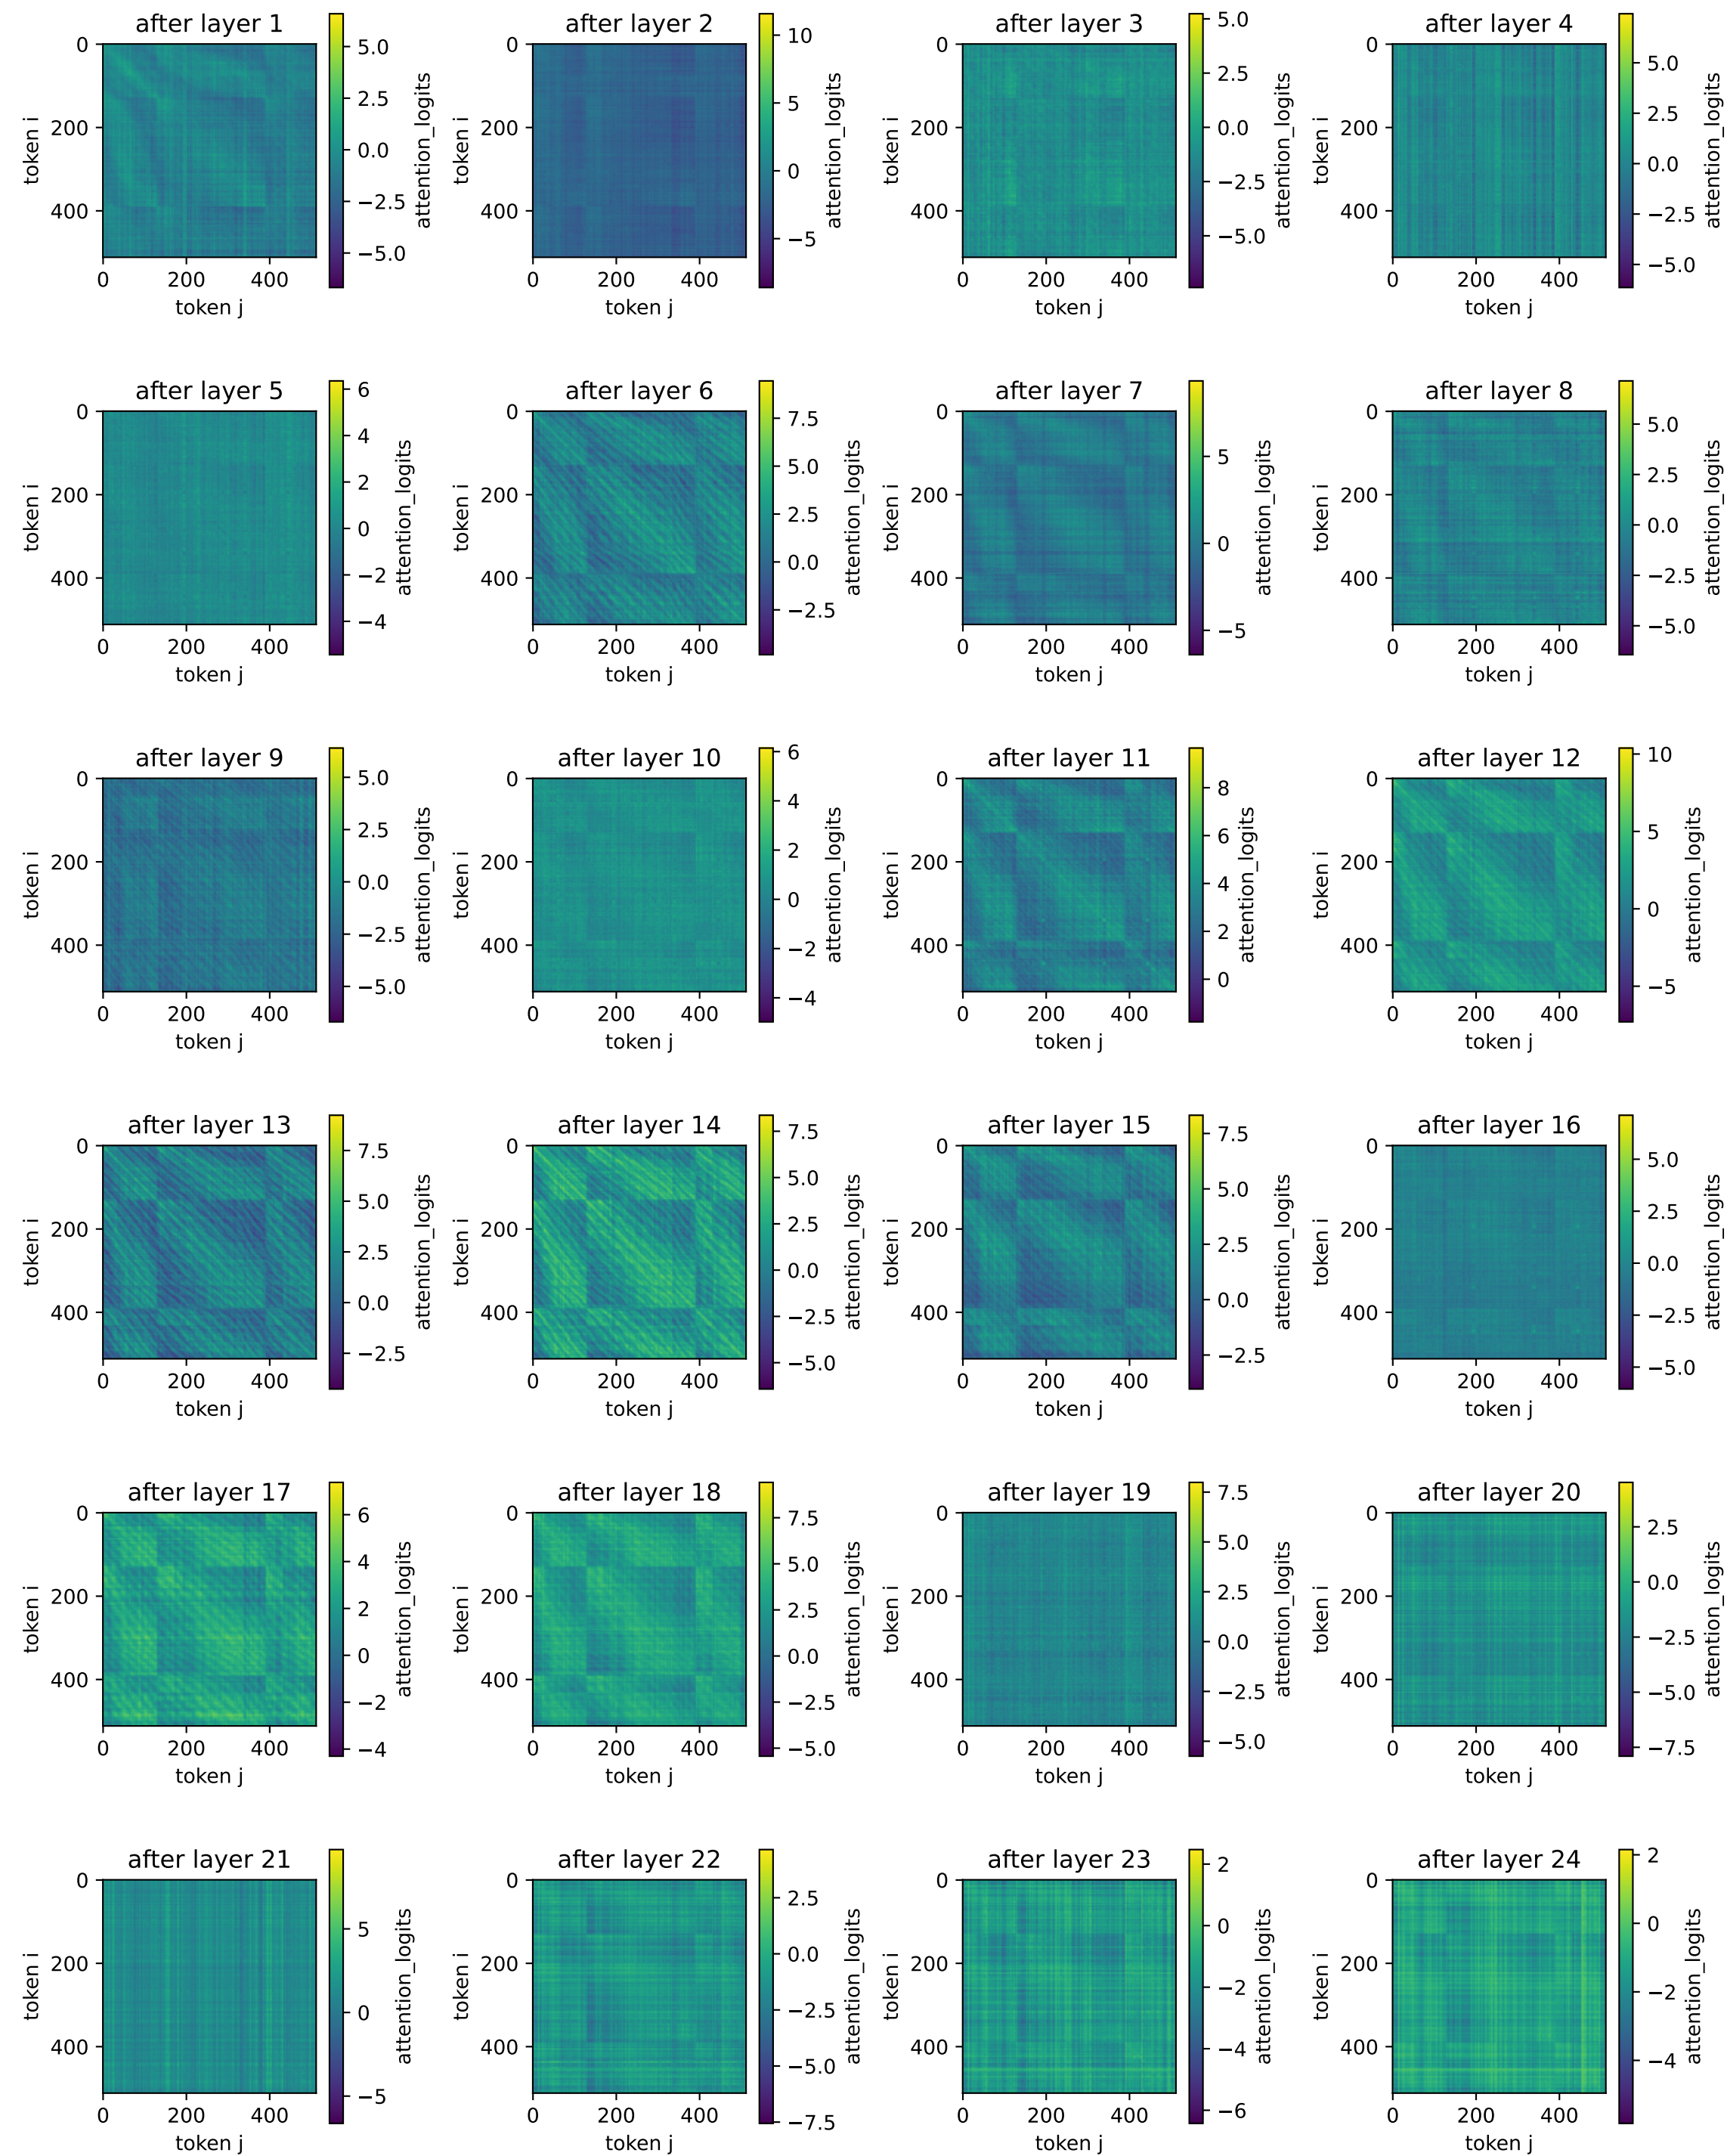 after layer 1
0
200
400
0 200 400
token i
token j
5.0
2.5
0.0
−2.5
−5.0
attention_logits
after layer 2
0
200
400
0 200 400
token i
token j
10
5
0
−5
attention_logits
after layer 3
0
200
400
0 200 400
token i
token j
5.0
2.5
0.0
−2.5
−5.0
attention_logits
after layer 4
0
200
400
0 200 400
token i
token j
5.0
2.5
0.0
−2.5
−5.0
attention_logits
after layer 5
0
200
400
0 200 400
token i
token j
6
4
2
0
−2
−4
attention_logits
after layer 6
0
200
400
0 200 400
token i
token j
7.5
5.0
2.5
0.0
−2.5
attention_logits
after layer 7
0
200
400
0 200 400
token i
token j
5
0
−5
attention_logits
after layer 8
0
200
400
0 200 400
token i
token j
5.0
2.5
0.0
−2.5
−5.0
attention_logits
after layer 9
0
200
400
0 200 400
token i
token j
5.0
2.5
0.0
−2.5
−5.0
attention_logits
after layer 10
0
200
400
0 200 400
token i
token j
6
4
2
0
−2
−4
attention_logits
after layer 11
0
200
400
0 200 400
token i
token j
8
6
4
2
0
attention_logits
after layer 12
0
200
400
0 200 400
token i
token j
10
5
0
−5
attention_logits
after layer 13
0
200
400
0 200 400
token i
token j
7.5
5.0
2.5
0.0
−2.5
attention_logits
after layer 14
0
200
400
0 200 400
token i
token j
7.5
5.0
2.5
0.0
−2.5
−5.0
attention_logits
after layer 15
0
200
400
0 200 400
token i
token j
7.5
5.0
2.5
0.0
−2.5
attention_logits
after layer 16
0
200
400
0 200 400
token i
token j
5.0
2.5
0.0
−2.5
−5.0
attention_logits
after layer 17
0
200
400
0 200 400
token i
token j
6
4
2
0
−2
−4
attention_logits
after layer 18
0
200
400
0 200 400
token i
token j
7.5
5.0
2.5
0.0
−2.5
−5.0
attention_logits
after layer 19
0
200
400
0 200 400
token i
token j
7.5
5.0
2.5
0.0
−2.5
−5.0
attention_logits
after layer 20
0
200
400
0 200 400
token i
token j
2.5
0.0
−2.5
−5.0
−7.5
attention_logits
after layer 21
0
200
400
0 200 400
token i
token j
5
0
−5
attention_logits
after layer 22
0
200
400
0 200 400
token i
token j
2.5
0.0
−2.5
−5.0
−7.5
attention_logits
after layer 23
0
200
400
0 200 400
token i
token j
2
0
−2
−4
−6
attention_logits
after layer 24
0
200
400
0 200 400
token i
token j
2
0
−2
−4
attention_logits